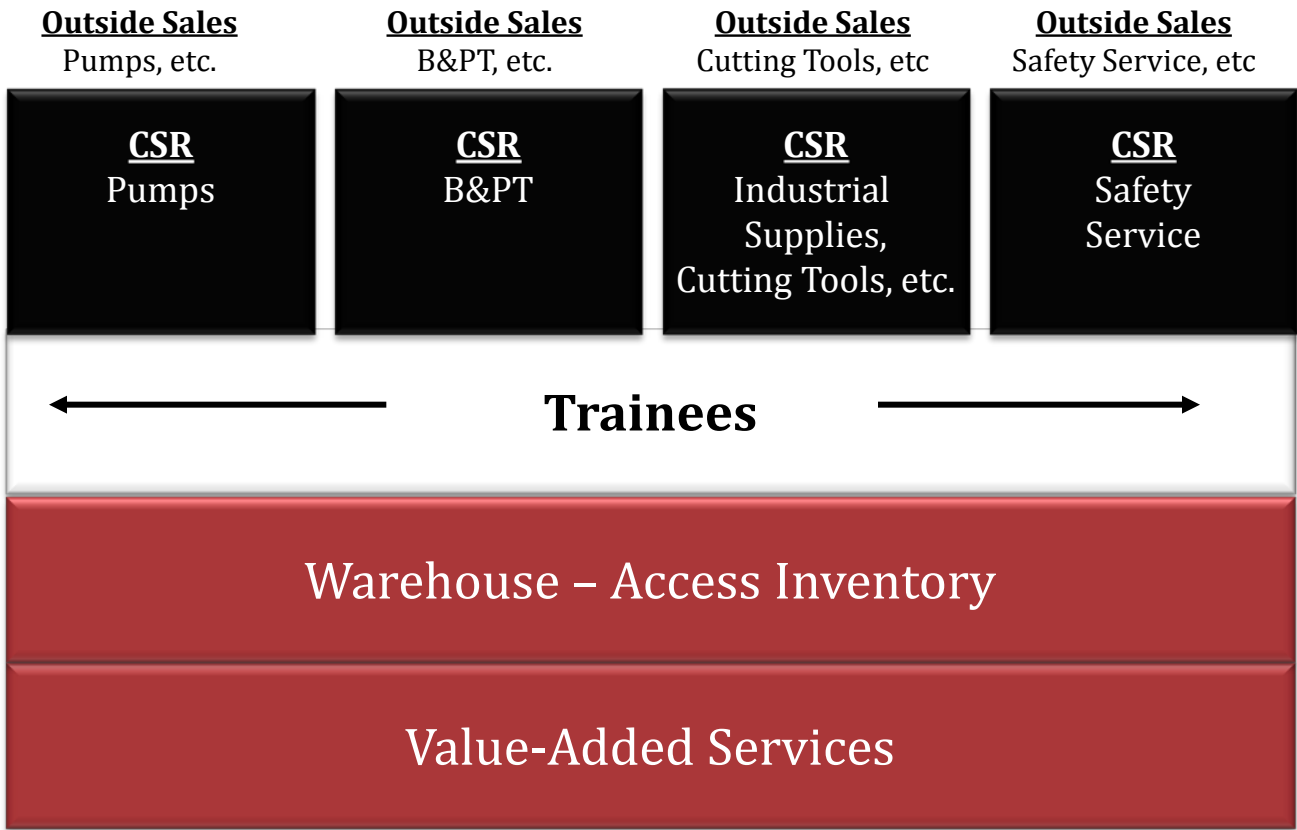 Outside Sales
Pumps, etc.
Outside Sales
B&PT, etc.
Outside Sales
Cutting Tools, etc
Outside Sales
Safety Service, etc
CSR
Pumps
CSR
B&PT
CSR
Industrial
Supplies,
Cutting Tools, etc.
CSR
Safety
Service
Trainees
Warehouse – Access Inventory
Value-Added Services